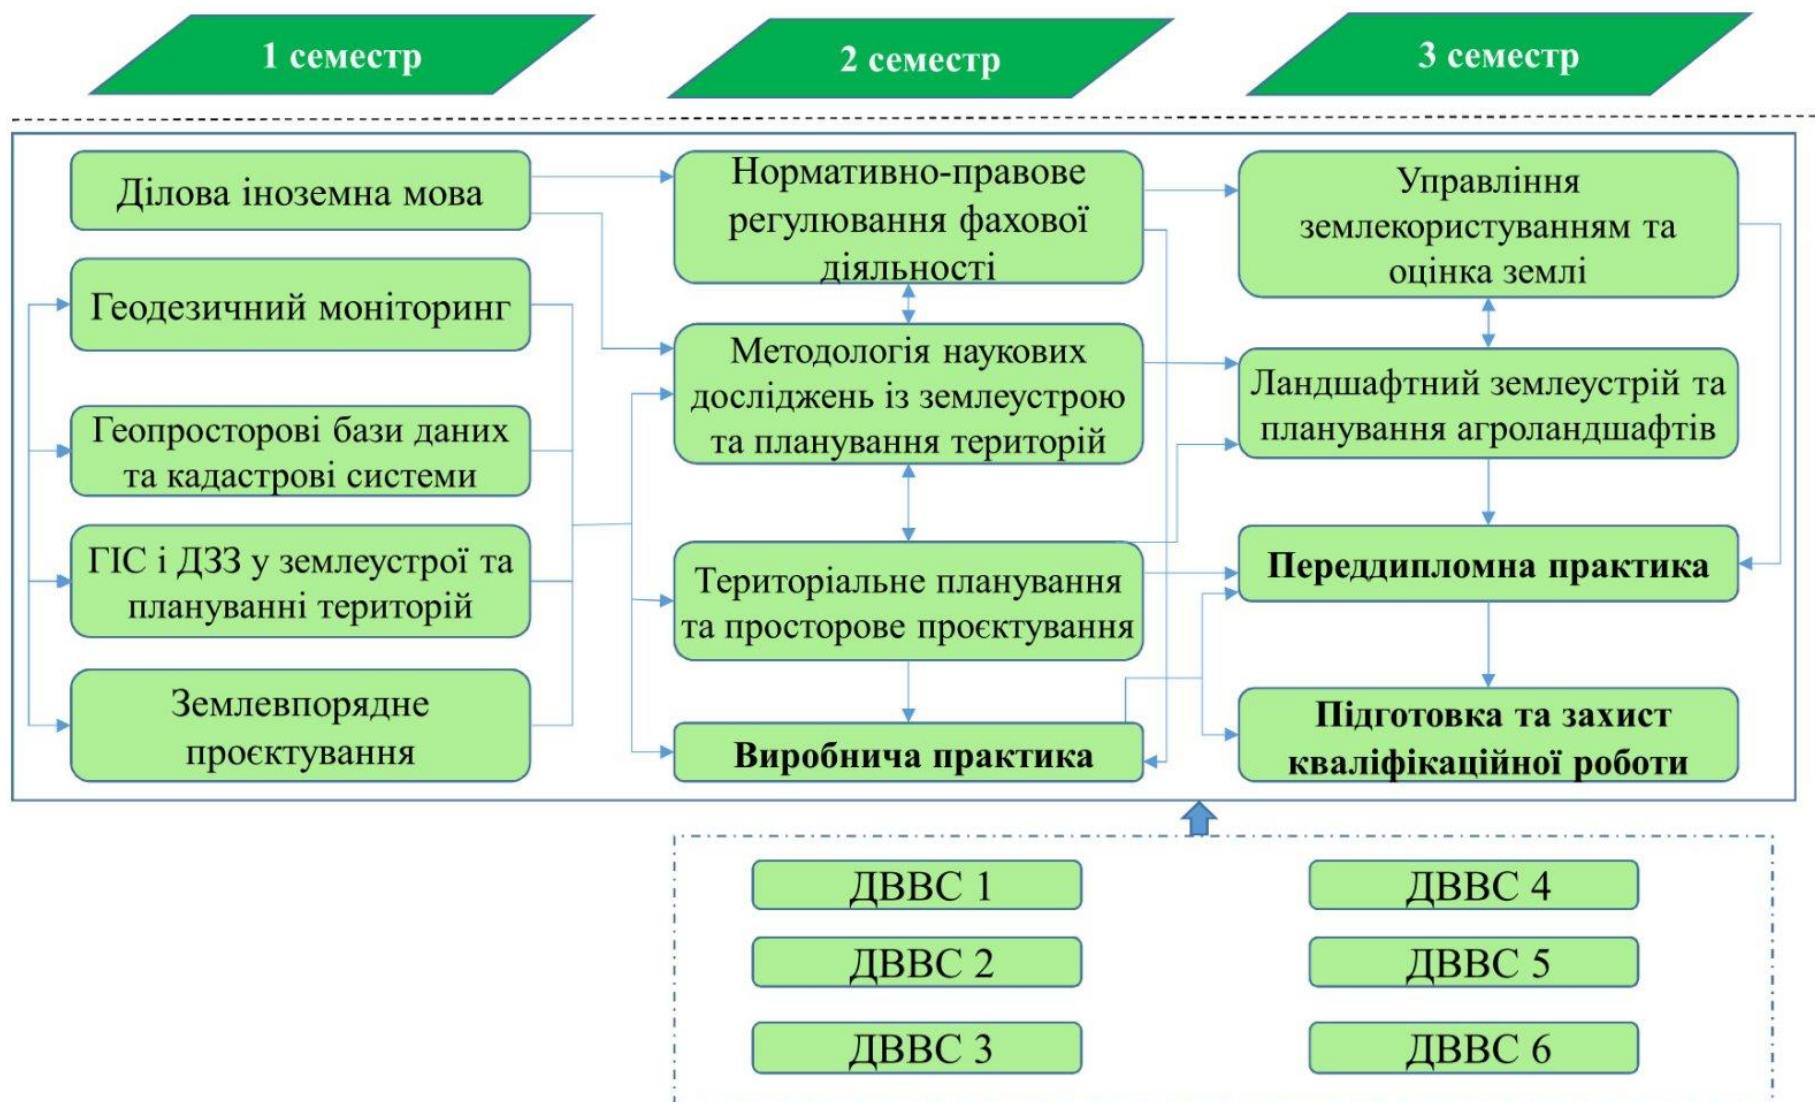 1 семестр
2 семестр
3 семестр
Ділова іноземна мова
Геодезичний моніторинг
Геопросторові бази даних
та кадастрові системи
ГІС і ДЗЗ у землеустрої та
плануванні територій
Землевпорядне
проєктування
Нормативно-правове
регулювання фахової
діяльності
Методологія наукових
досліджень із землеустрою
та планування територій
Територіальне планування
та просторове проєктування
Виробнича практика
Управління
землекористуванням та
оцінка землі
Ландшафтний землеустрій та
планування агроландшафтів
Переддипломна практика
Підготовка та захист
кваліфікаційної роботи
ДВВС 1
ДВВС 2
ДВВС 3
ДВВС 4
ДВВС 5
ДВВС 6